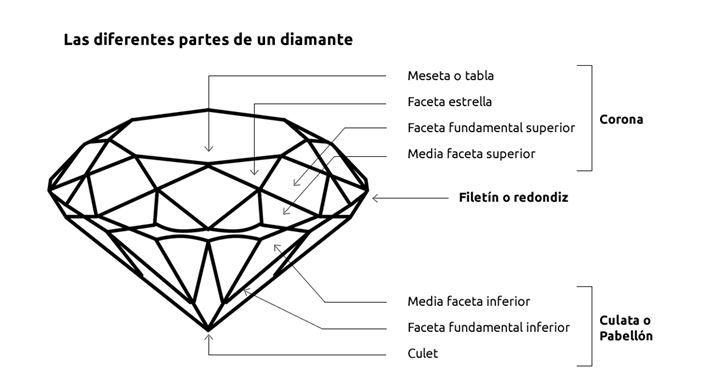 Las diferentes partes de un diamante
Meseta o tabla
Faceta estrella
Faceta fundamental superior
Media faceta superior
Corona
Filetín o redondiz
Media faceta inferior
Faceta fundamental inferior
Culet
Culata o
Pabellón